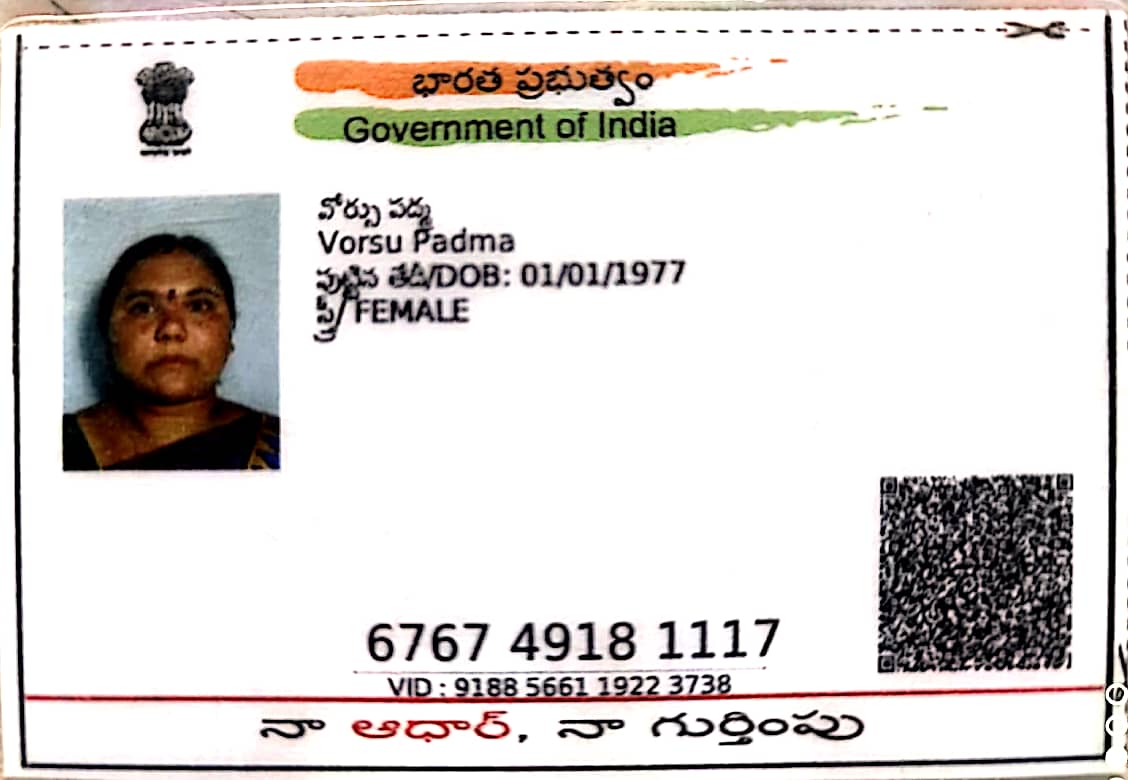 భారత ప్రభుత్వం
Government of India
వోర్సు పద్మ
Vorsu Padma
పుట్టిన తేదీ/DOB: 01/01/1977
స్త్రీ/ FEMALE
6767 4918 1117
VID : 9188 5661 1922 3738
నా ఆధార్, నా గుర్తింపు